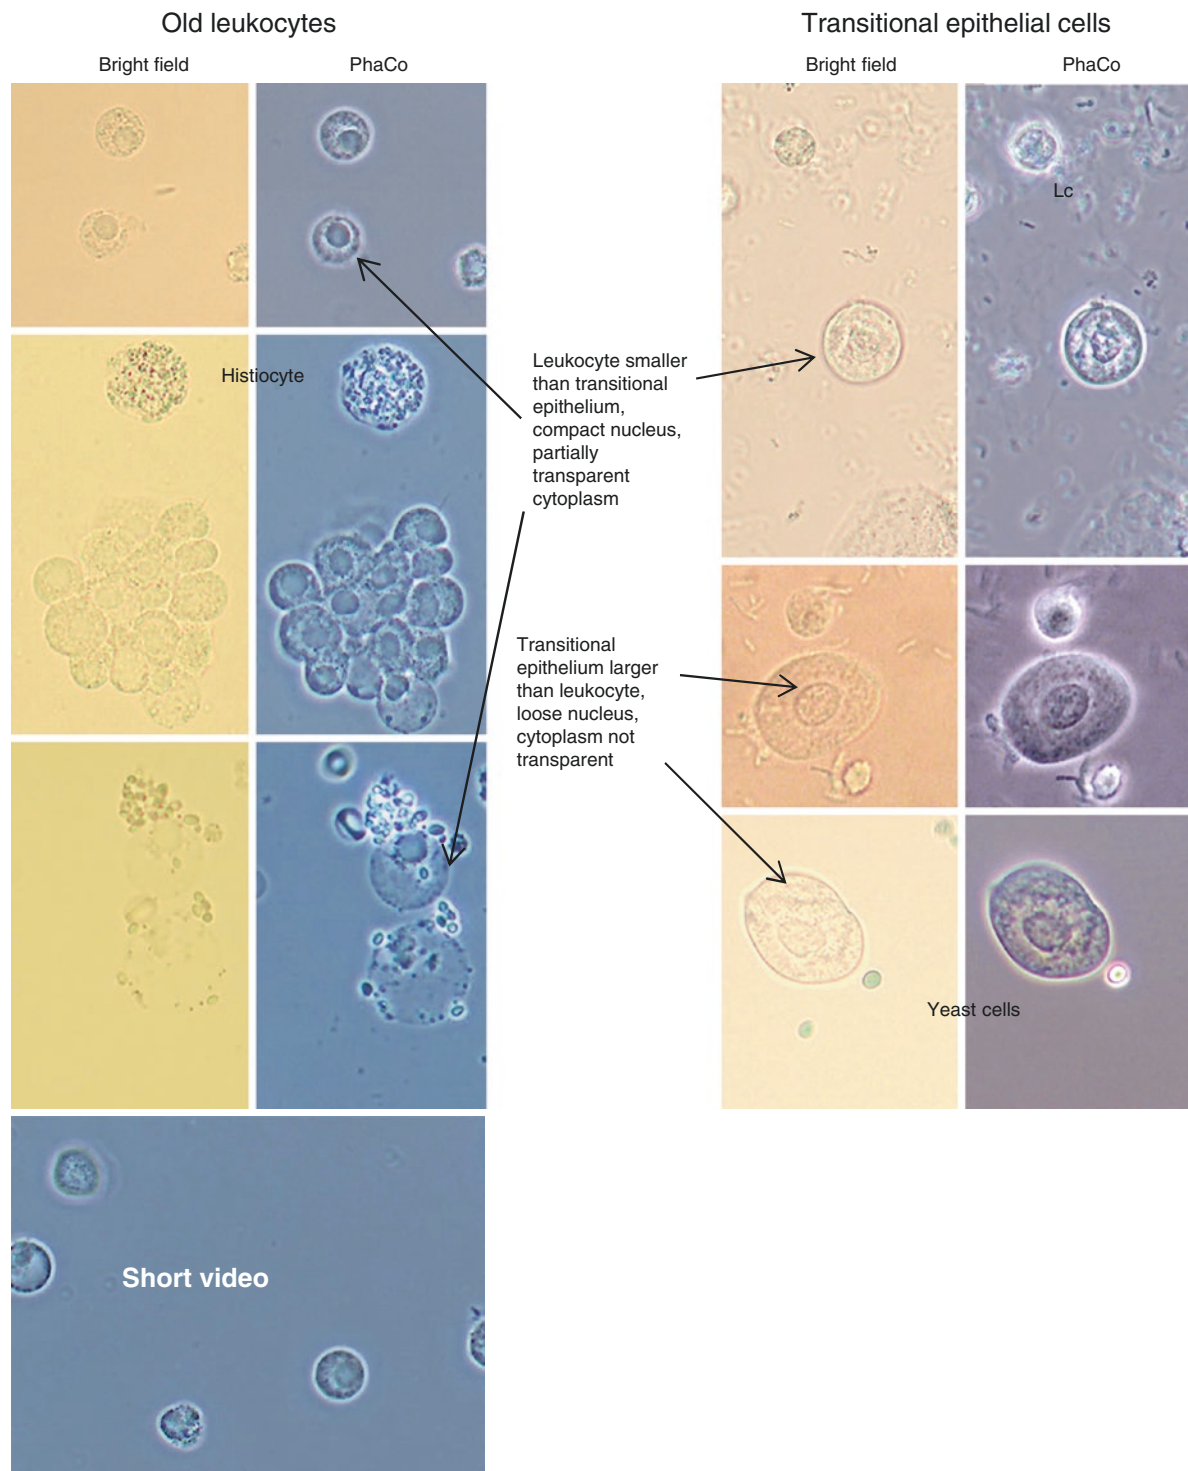 Old leukocytes
Transitional epithelial cells
Bright field
PhaCo
Bright field
PhaCo
Lc
Histiocyte
Leukocyte smaller
than transitional
epithelium,
compact nucleus,
partially
transparent
cytoplasm
Transitional
epithelium larger
than leukocyte,
loose nucleus,
cytoplasm not
transparent
Yeast cells
Short video